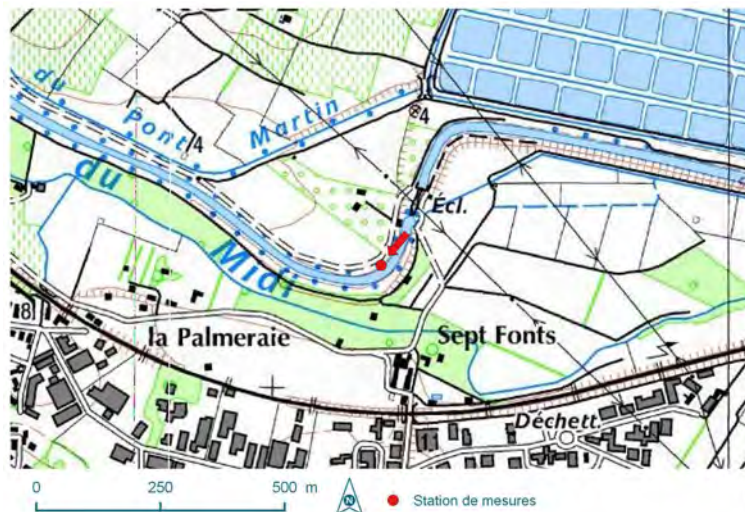 du pont Martin
4
4
Écl.
du Midi
la Palmeraie
Sept Fonts
8
Déchett.
0 250 500 m
N
Station de mesures